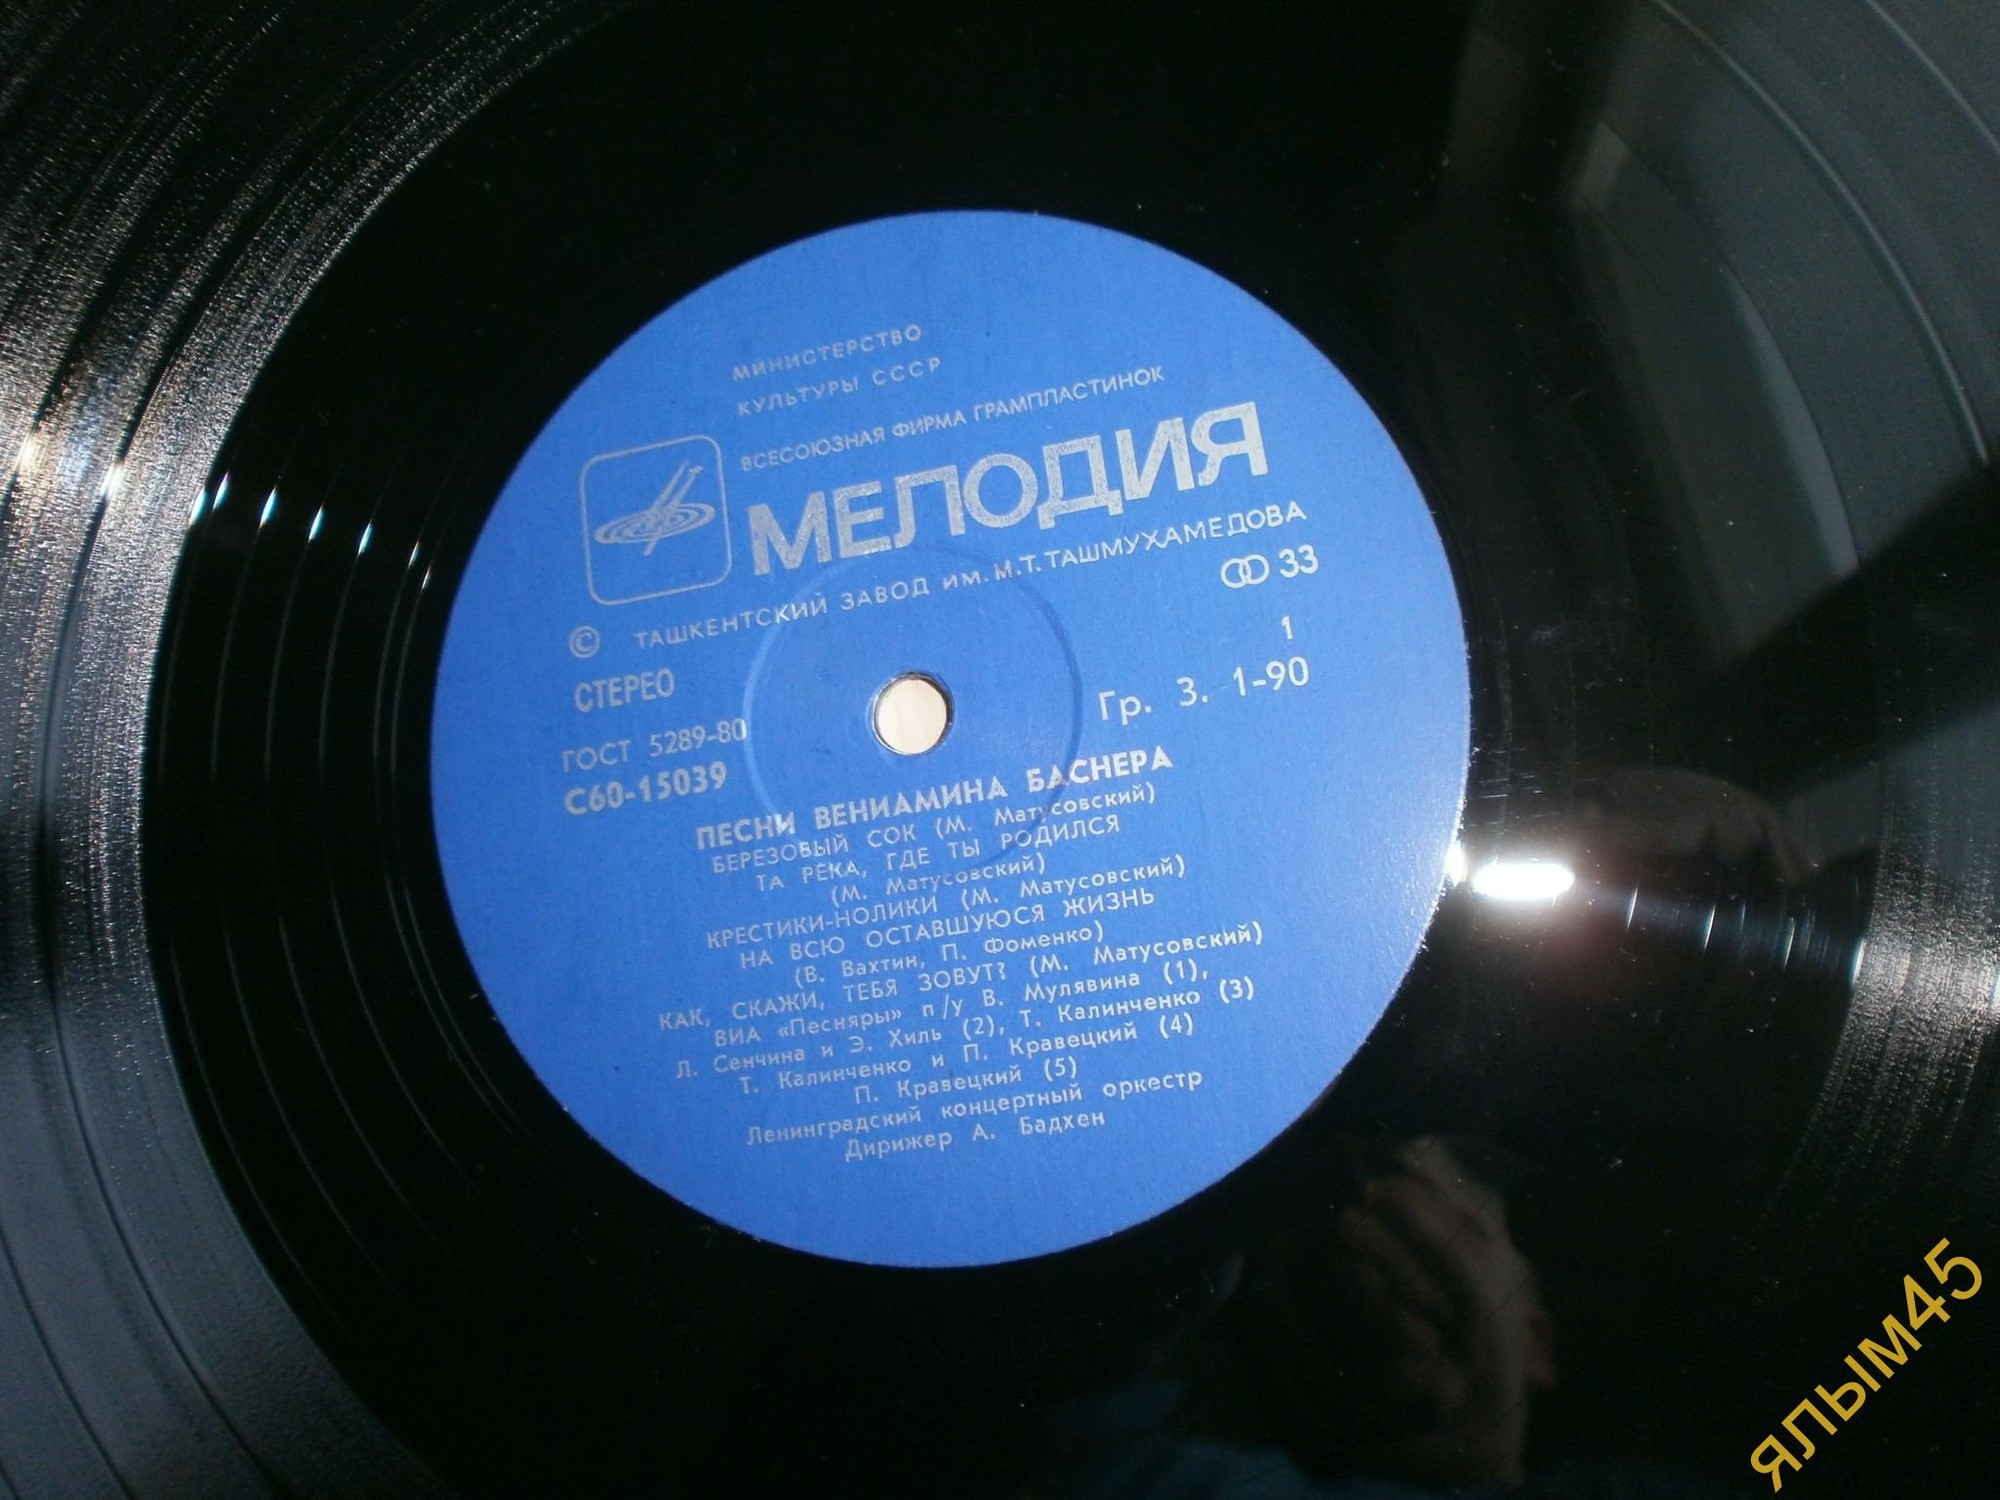 МИНИСТЕРСТВО
КУЛЬТУРЫ СССР
ВСЕСОЮЗНАЯ ФИРМА ГРАМПЛАСТИНОК
МЕЛОДИЯ
© ТАШКЕНТСКИЙ ЗАВОД ИМ. М.Т. ТАШМУХАМЕДОВА
33
СТЕРЕО
1
ГОСТ 5289-80
Гр. 3. 1-90
С60-15039
ПЕСНИ ВЕНИАМИНА БАСНЕРА
БЕРЕЗОВЫЙ СОК (М. Матусовский)
ТА РЕКА, ГДЕ ТЫ РОДИЛСЯ
(М. Матусовский)
КРЕСТИКИ-НОЛИКИ (М. Матусовский)
НА ВСЮ ОСТАВШУЮСЯ ЖИЗНЬ
(В. Вахтин, П. Фоменко)
КАК, СКАЖИ, ТЕБЯ ЗОВУТ? (М. Матусовский)
ВИА «Песняры» п/у В. Мулявина (1),
Л. Сенчина и Э. Хиль (2), Т. Калинченко (3)
Т. Калинченко и П. Кравецкий (4)
П. Кравецкий (5)
Ленинградский концертный оркестр
Дирижер А. Бадхен
ЯЛЫМ45